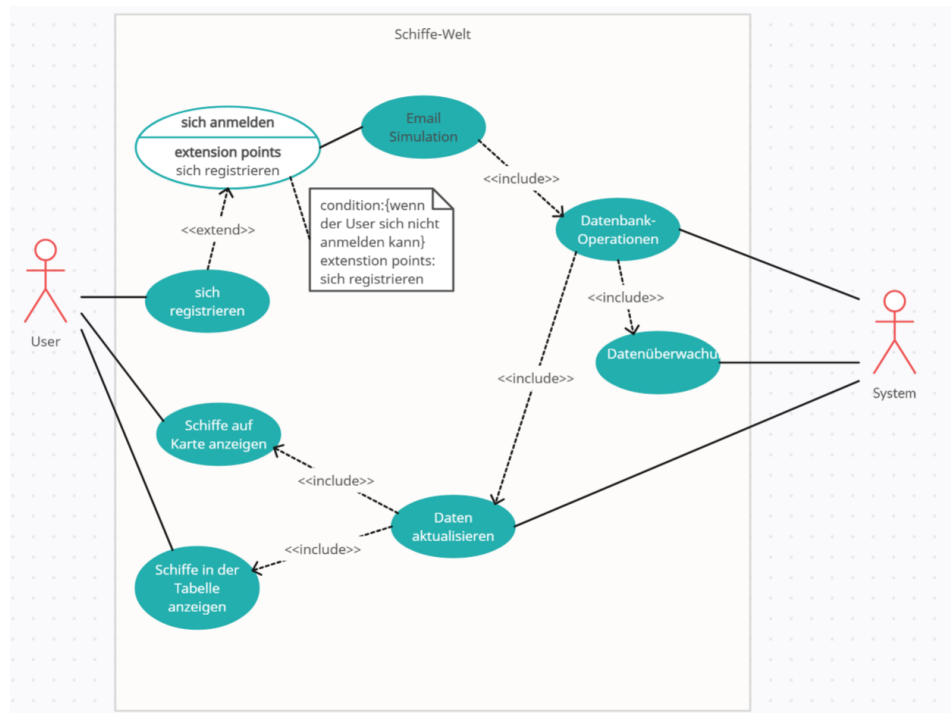 Schiffe-Welt
sich anmelden
extension points
sich registrieren
Email
Simulation
<<include>>
condition:{wenn
der User sich nicht
anmelden kann}
extenstion points:
sich registrieren
<<extend>>
Datenbank-
Operationen
sich
registrieren
<<include>>
User
Datenüberwachu
System
<<include>>
Schiffe auf
Karte anzeigen
<<include>>
Daten
aktualisieren
<<include>>
Schiffe in der
Tabelle
anzeigen